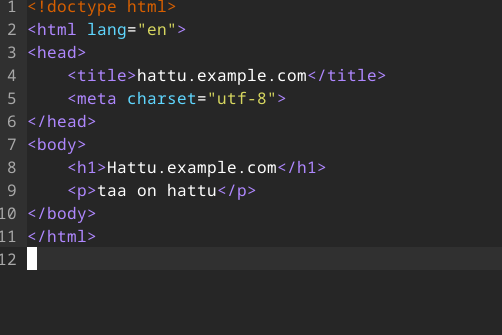 1 <!doctype html>
2 <html lang="en">
3 <head>
4     <title>hattu.example.com</title>
5     <meta charset="utf-8">
6 </head>
7 <body>
8     <h1>Hattu.example.com</h1>
9     <p>taa on hattu</p>
10 </body>
11 </html>
12